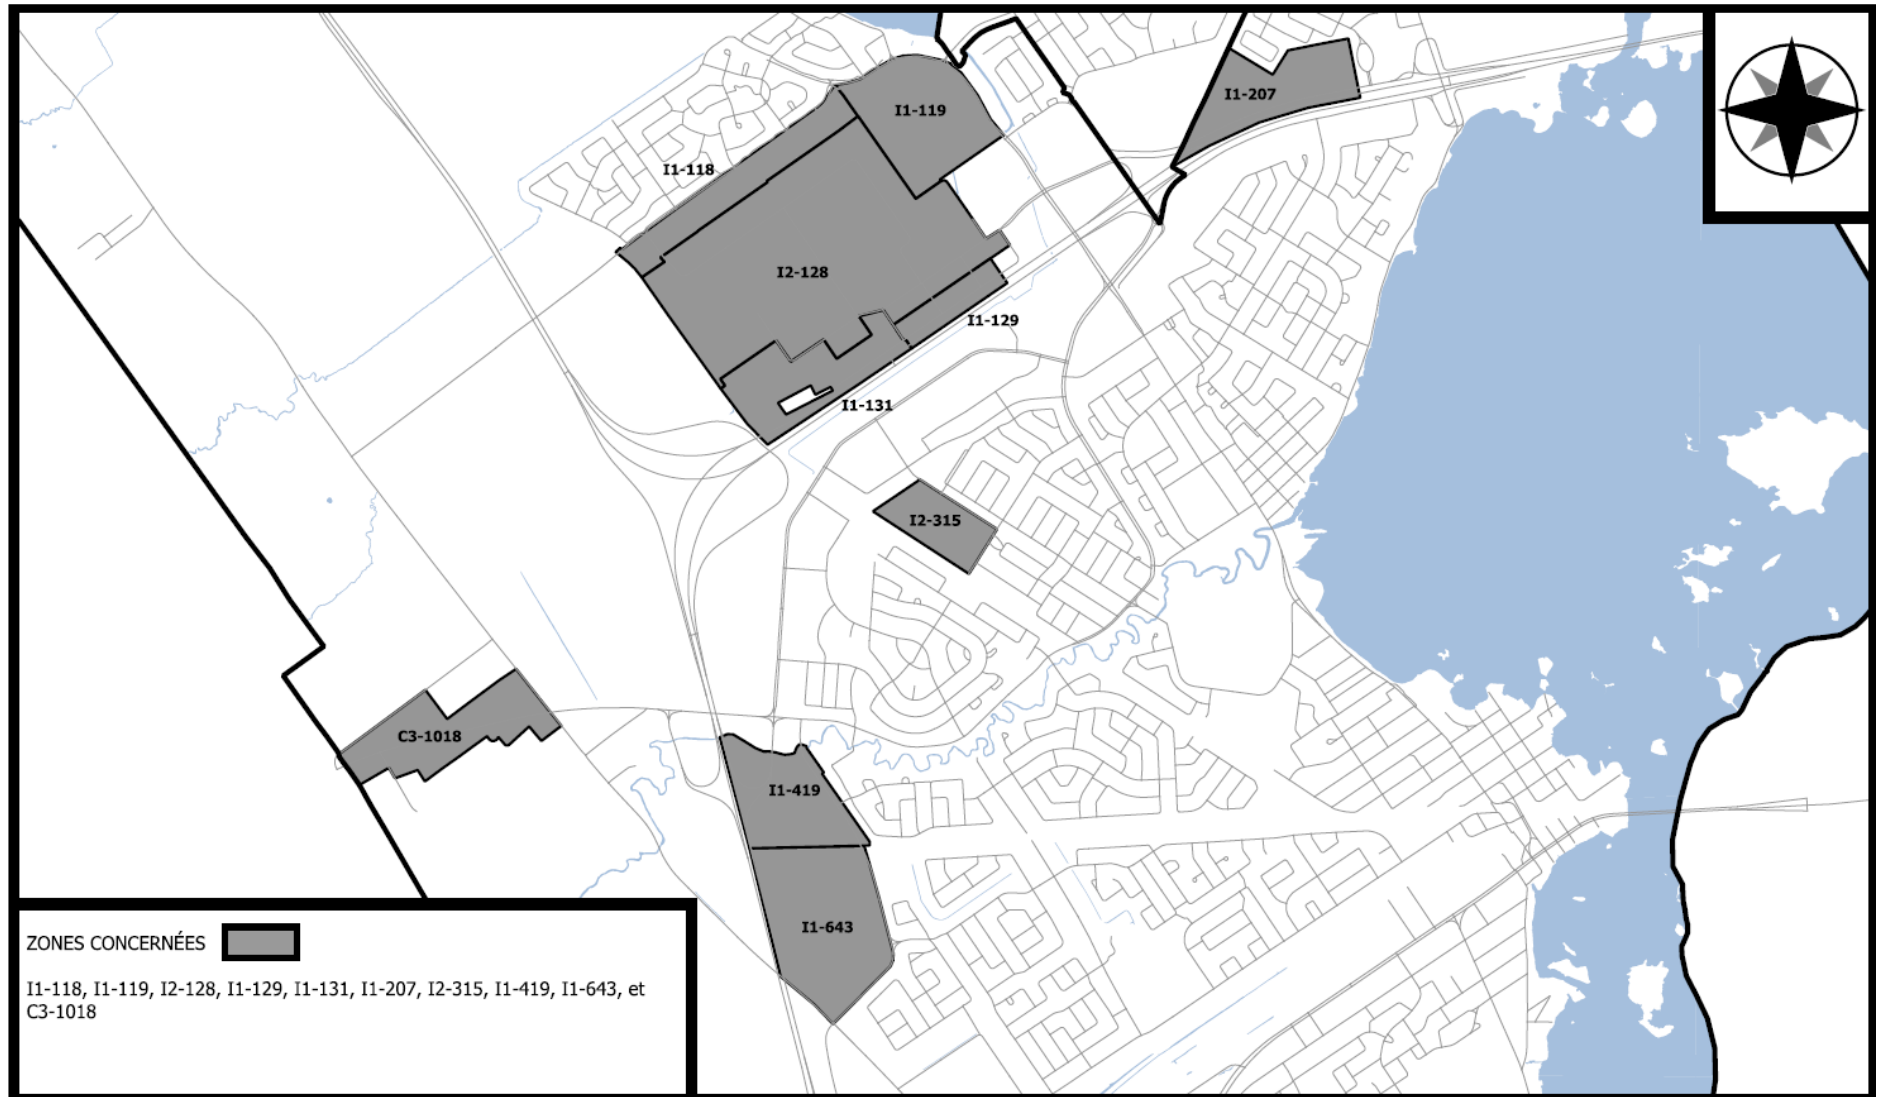 I1-207
I1-119
I1-118
I2-128
I1-129
I1-131
I2-315
C3-1018
I1-419
I1-643
ZONES CONCERNÉES
I1-118, I1-119, I2-128, I1-129, I1-131, I1-207, I2-315, I1-419, I1-643, et
C3-1018